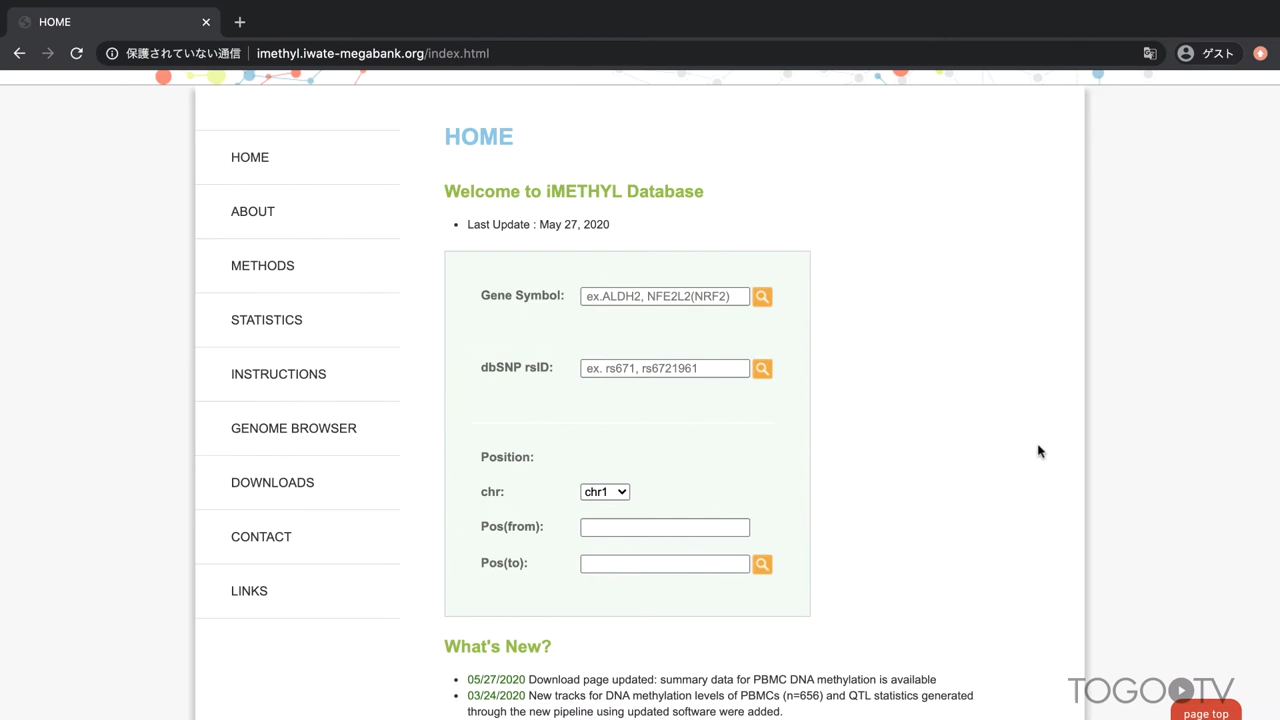 HOME
保護されていない通信 imethyl.iwate-megabank.org/index.html
ゲスト
HOME
ABOUT
METHODS
STATISTICS
INSTRUCTIONS
GENOME BROWSER
DOWNLOADS
CONTACT
LINKS
HOME
Welcome to iMETHYL Database
Last Update : May 27, 2020
Gene Symbol: ex.ALDH2, NFE2L2(NRF2)
dbSNP rsID: ex. rs671, rs6721961
Position:
chr: chr1
Pos(from):
Pos(to):
What's New?
05/27/2020 Download page updated: summary data for PBMC DNA methylation is available
03/24/2020 New tracks for DNA methylation levels of PBMCs (n=656) and QTL statistics generated
through the new pipeline using updated software were added.
TOGO TV
page top